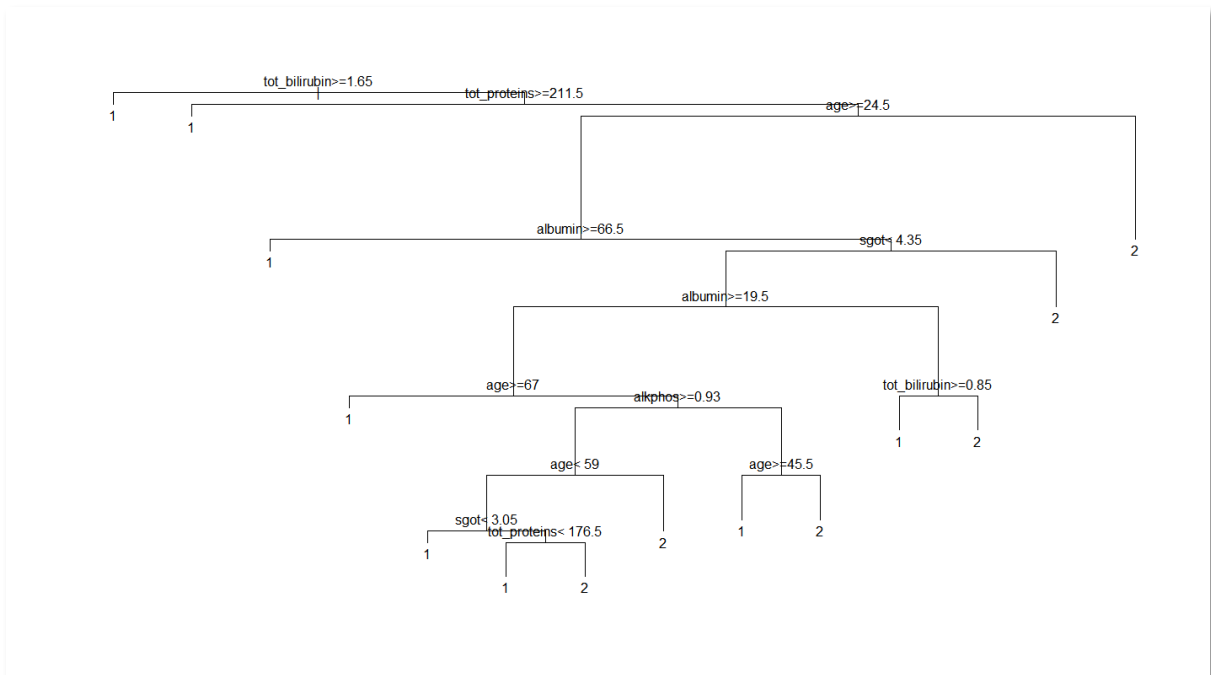 tot_bilirubin>=1.65
tot_proteins>=211.5
age>=24.5
1
1
albumin>=66.5
sgot< 4.35
2
1
albumin>=19.5
2
age>=67
tot_bilirubin>=0.85
alkphos>=0.93
1
1
2
age< 59
age>=45.5
sgot< 3.05
tot_proteins< 176.5
1
2
2
1
1
2